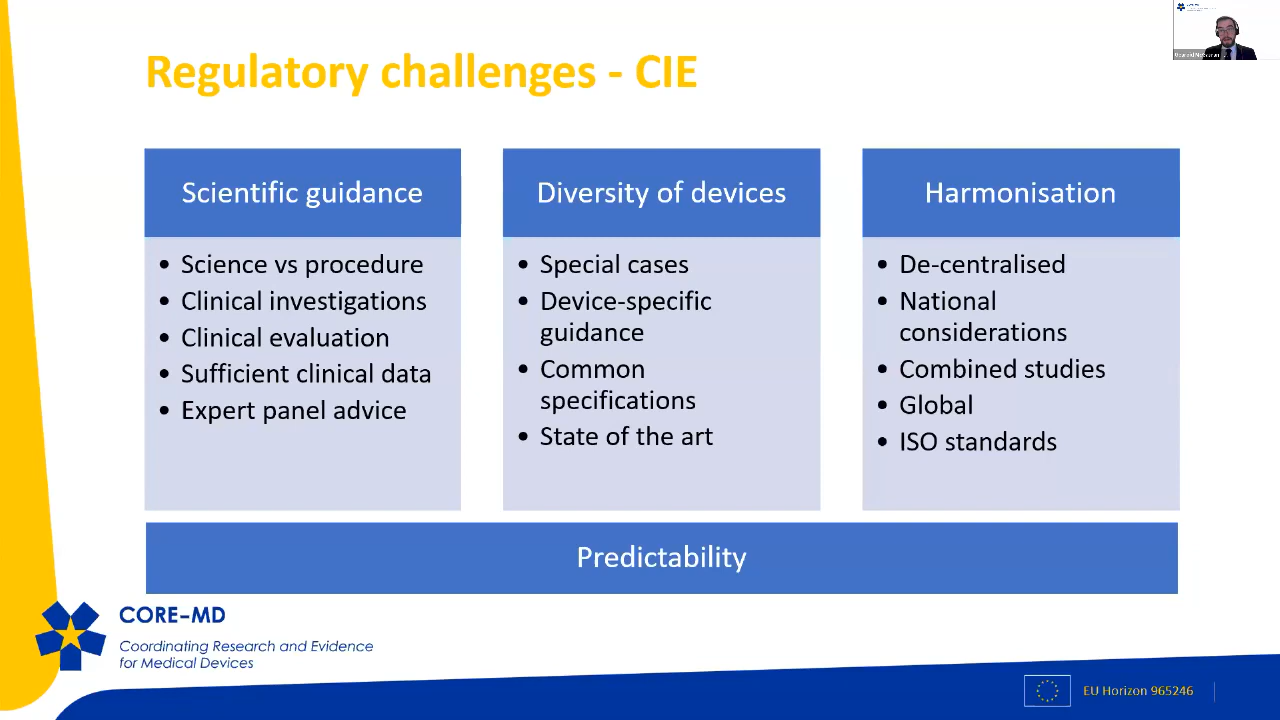 Regulatory challenges - CIE
Scientific guidance
• Science vs procedure
• Clinical investigations
• Clinical evaluation
• Sufficient clinical data
• Expert panel advice
Diversity of devices
• Special cases
• Device-specific
guidance
• Common
specifications
• State of the art
Harmonisation
• De-centralised
• National
considerations
• Combined studies
• Global
• ISO standards
Predictability
CORE-MD
Coordinating Research and Evidence
for Medical Devices
EU Horizon 965246